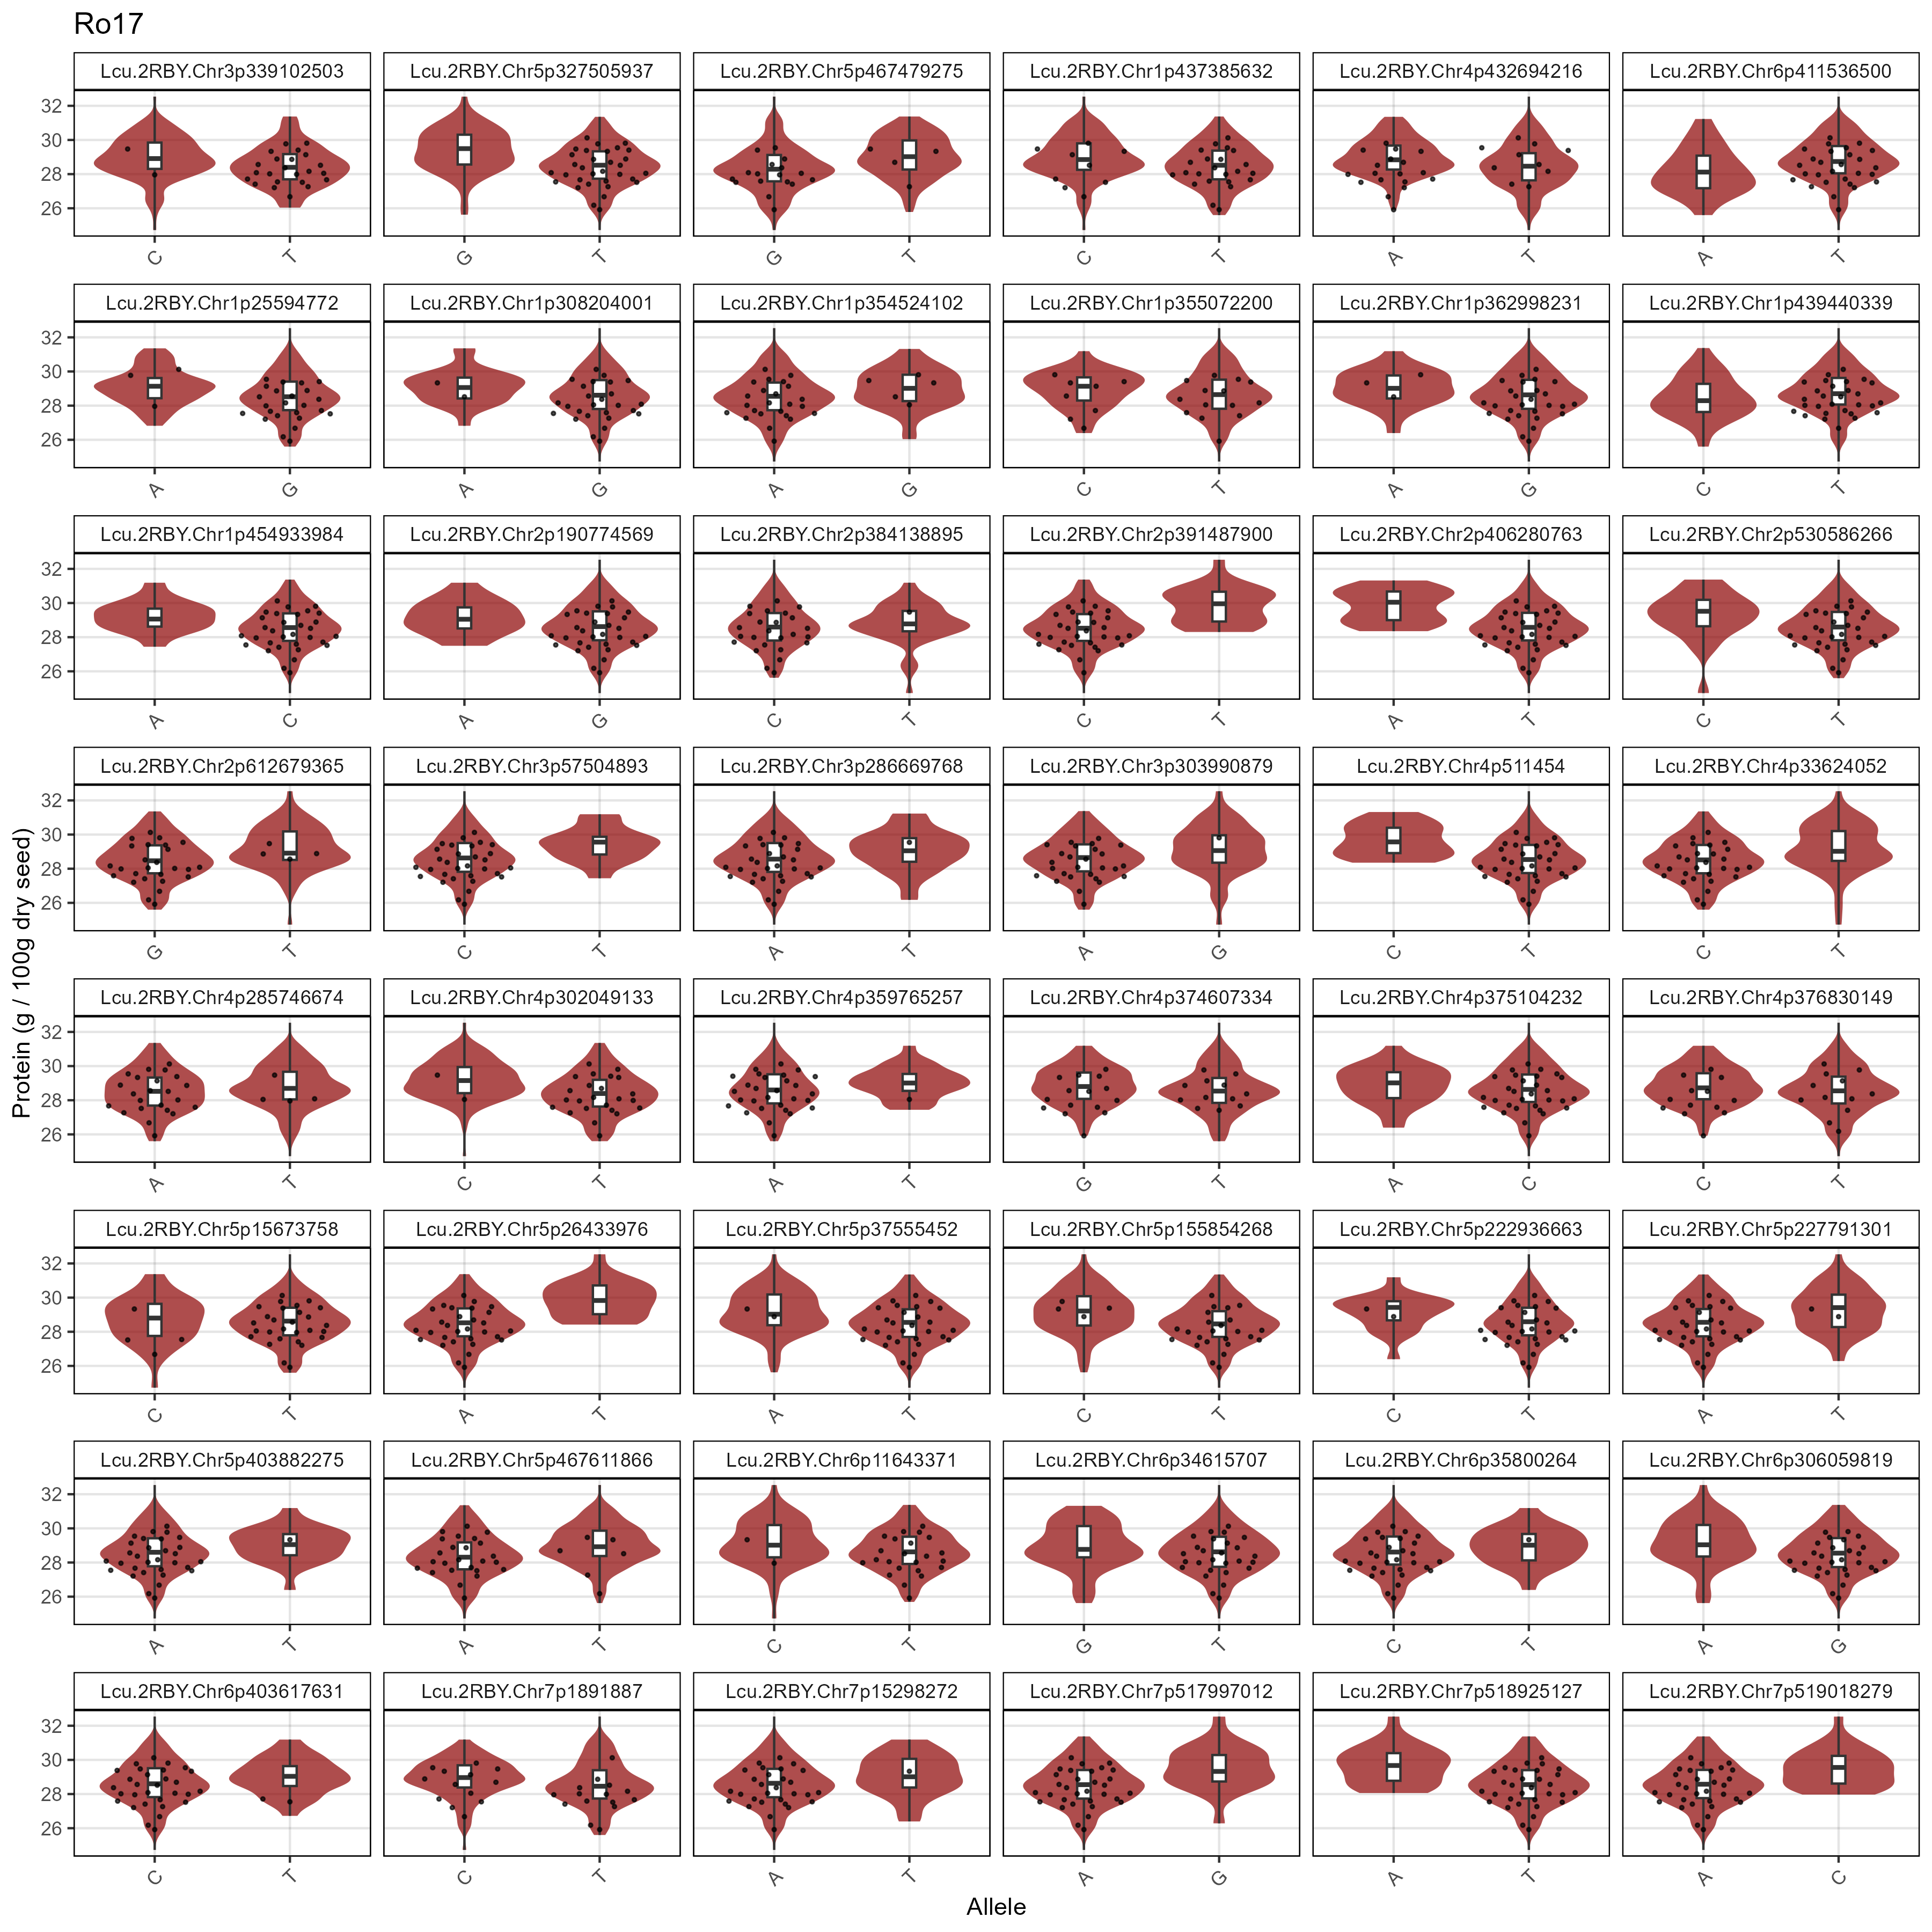 Ro17
Lcu.2RBY.Chr3p339102503 Lcu.2RBY.Chr5p327505937 Lcu.2RBY.Chr5p467479275 Lcu.2RBY.Chr1p437385632 Lcu.2RBY.Chr4p432694216 Lcu.2RBY.Chr6p411536500
32
30
28
26
C T G T G T C T A T A T
Lcu.2RBY.Chr1p25594772 Lcu.2RBY.Chr1p308204001 Lcu.2RBY.Chr1p354524102 Lcu.2RBY.Chr1p355072200 Lcu.2RBY.Chr1p362998231 Lcu.2RBY.Chr1p439440339
32
30
28
26
A G A G A G C T A G C T
Lcu.2RBY.Chr1p454933984 Lcu.2RBY.Chr2p190774569 Lcu.2RBY.Chr2p384138895 Lcu.2RBY.Chr2p391487900 Lcu.2RBY.Chr2p406280763 Lcu.2RBY.Chr2p530586266
32
30
28
26
A C A G C T C T A T C T
Lcu.2RBY.Chr2p612679365 Lcu.2RBY.Chr3p57504893 Lcu.2RBY.Chr3p286669768 Lcu.2RBY.Chr3p303990879 Lcu.2RBY.Chr4p511454 Lcu.2RBY.Chr4p33624052
32
30
28
26
G T C T A T A G C T C T
Protein (g / 100g dry seed)
Lcu.2RBY.Chr4p285746674 Lcu.2RBY.Chr4p302049133 Lcu.2RBY.Chr4p359765257 Lcu.2RBY.Chr4p374607334 Lcu.2RBY.Chr4p375104232 Lcu.2RBY.Chr4p376830149
32
30
28
26
A T C T A T G T A C C T
Lcu.2RBY.Chr5p15673758 Lcu.2RBY.Chr5p26433976 Lcu.2RBY.Chr5p37555452 Lcu.2RBY.Chr5p155854268 Lcu.2RBY.Chr5p222936663 Lcu.2RBY.Chr5p227791301
32
30
28
26
C T A T A T C T C T A T
Lcu.2RBY.Chr5p403882275 Lcu.2RBY.Chr5p467611866 Lcu.2RBY.Chr6p11643371 Lcu.2RBY.Chr6p34615707 Lcu.2RBY.Chr6p35800264 Lcu.2RBY.Chr6p306059819
32
30
28
26
A T A T C T G T C T A G
Lcu.2RBY.Chr6p403617631 Lcu.2RBY.Chr7p1891887 Lcu.2RBY.Chr7p15298272 Lcu.2RBY.Chr7p517997012 Lcu.2RBY.Chr7p518925127 Lcu.2RBY.Chr7p519018279
32
30
28
26
C T C T A T A G A T A C
Allele